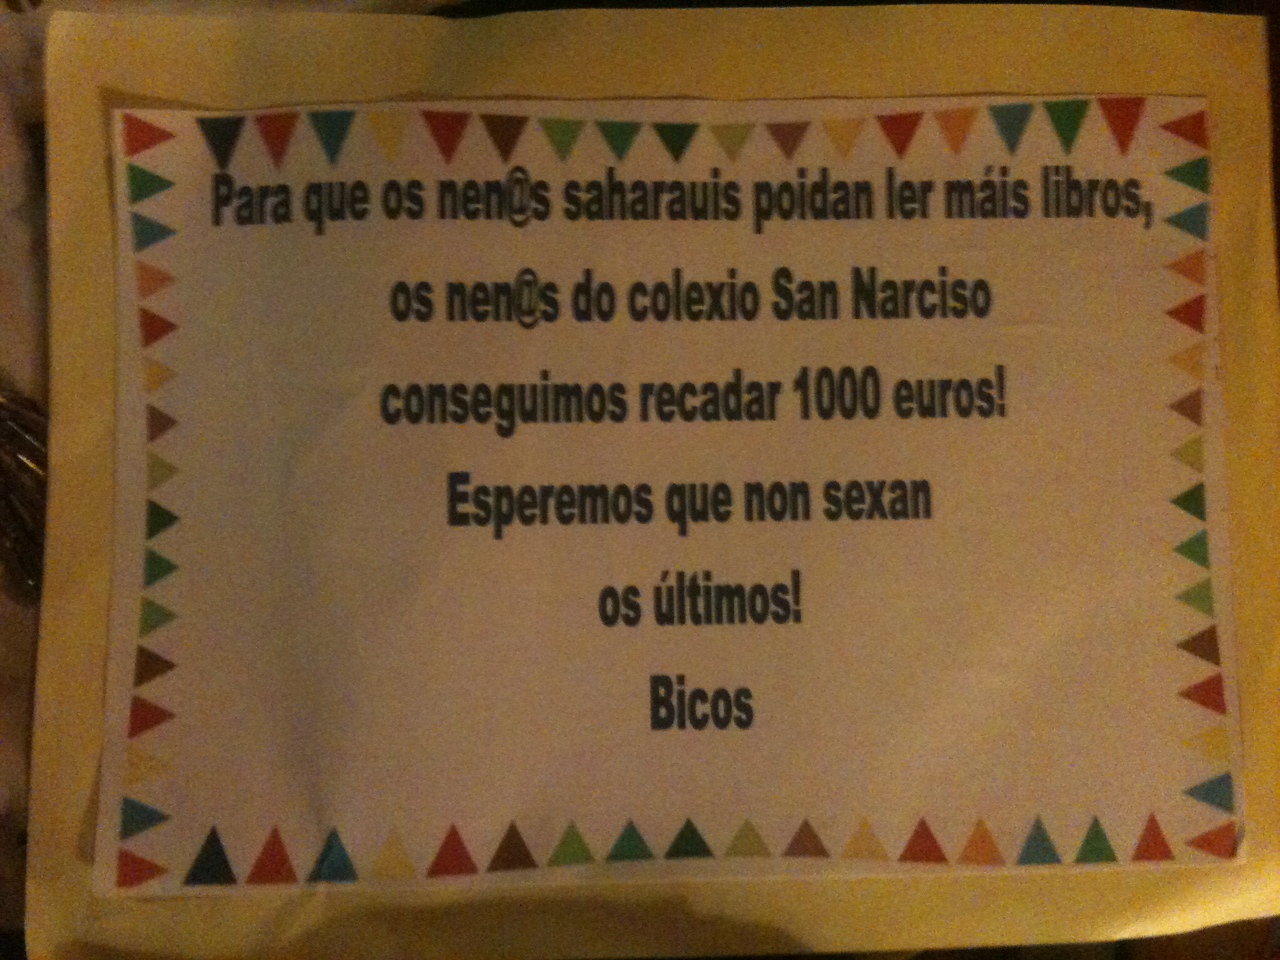 Para que os nen@s saharauis poidan ler máis libros,
os nen@s do colexio San Narciso
conseguimos recadar 1000 euros!
Esperemos que non sexan
os últimos!
Bicos